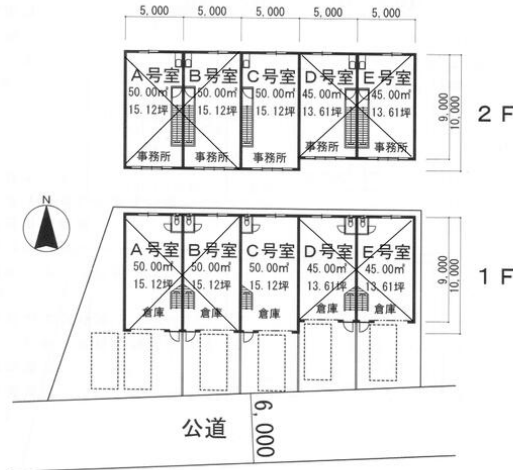 5,000 5,000 5,000 5,000 5,000
A号室 B号室 C号室 D号室 E号室
50.00㎡ 50.00㎡ 50.00㎡ 45.00㎡ 45.00㎡
15.12坪 15.12坪 15.12坪 13.61坪 13.61坪
事務所 事務所 事務所 事務所 事務所
9,000
10,000
2F
N
A号室 B号室 C号室 D号室 E号室
50.00㎡ 50.00㎡ 50.00㎡ 45.00㎡ 45.00㎡
15.12坪 15.12坪 15.12坪 13.61坪 13.61坪
倉庫 倉庫 倉庫 倉庫 倉庫
9,000
10,000
1F
公道
6,000